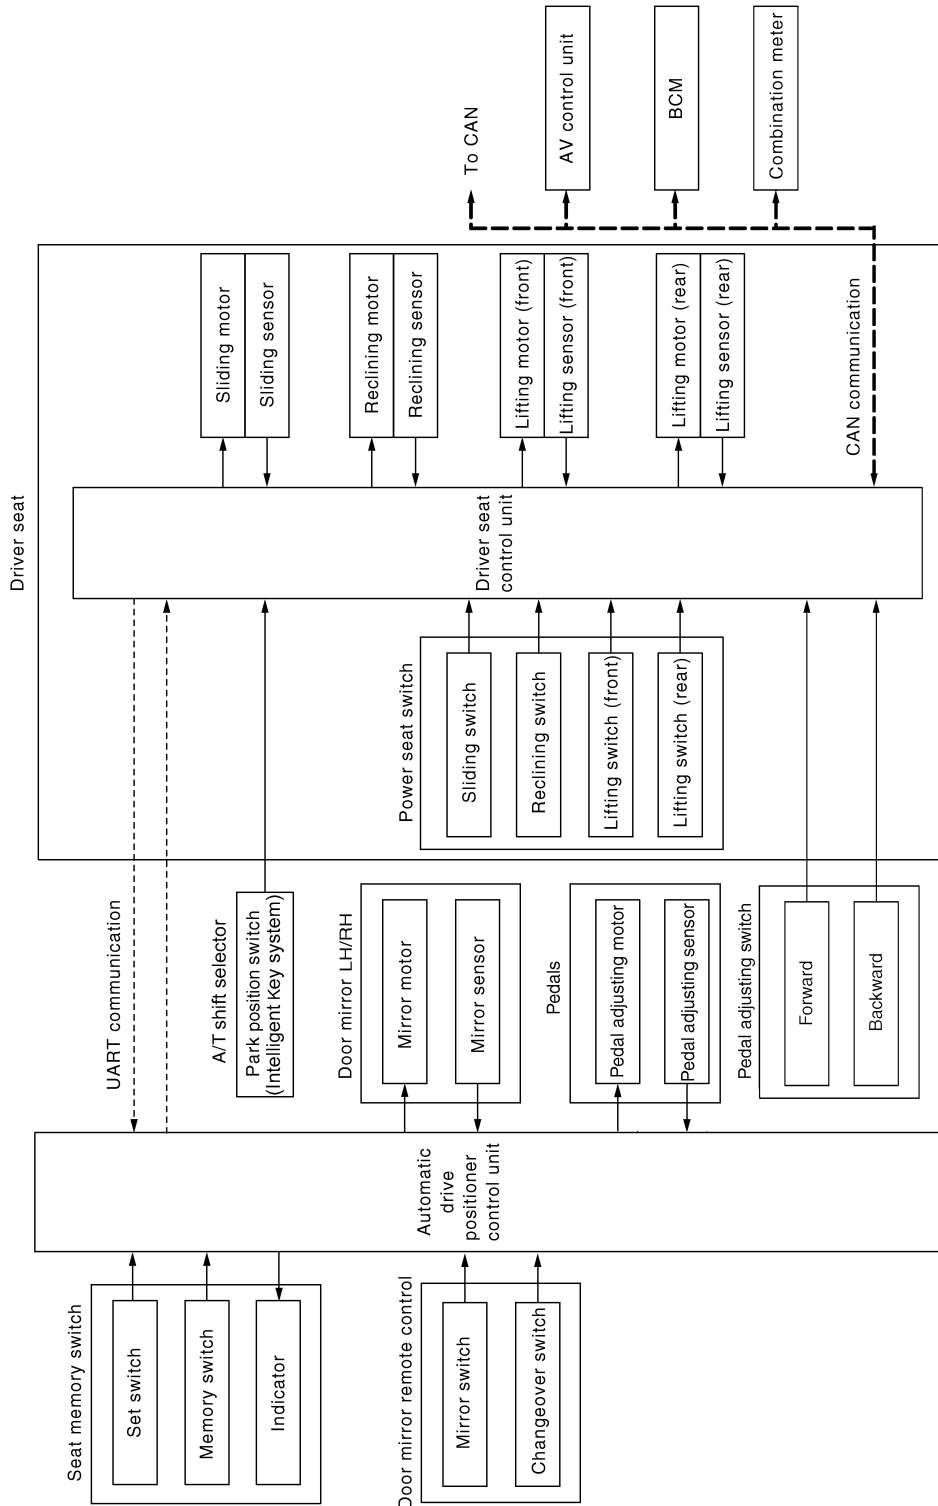 Seat memory switch
Set switch
Memory switch
Indicator
Door mirror remote control
Mirror switch
Changeover switch
Automatic
drive
positioner
control unit
UART communication
A/T shift selector
Park position switch
(Intelligent Key system)
Door mirror LH/RH
Mirror motor
Mirror sensor
Pedals
Pedal adjusting motor
Pedal adjusting sensor
Pedal adjusting switch
Forward
Backward
Driver seat
Power seat switch
Sliding switch
Reclining switch
Lifting switch (front)
Lifting switch (rear)
Driver seat
control unit
Sliding motor
Sliding sensor
Reclining motor
Reclining sensor
Lifting motor (front)
Lifting sensor (front)
Lifting motor (rear)
Lifting sensor (rear)
CAN communication
To CAN
AV control unit
BCM
Combination meter